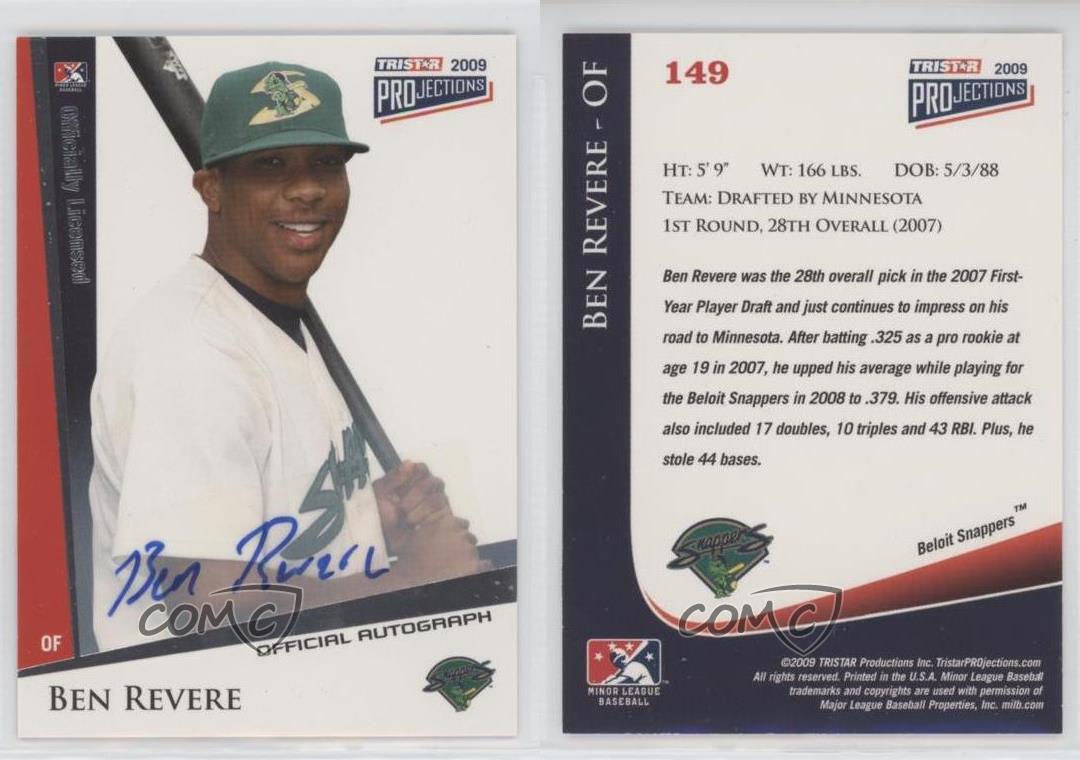 MINOR LEAGUE
BASEBALL
Officially Licensed
TRISTAR 2009
PROJECTIONS
Ben Revere
COMC
OFFICIAL AUTOGRAPH
OF
BEN REVERE
Snappers
BEN REVERE - OF
149
TRISTAR 2009
PROJECTIONS
HT: 5' 9" WT: 166 LBS. DOB: 5/3/88
TEAM: DRAFTED BY MINNESOTA
1ST ROUND, 28TH OVERALL (2007)
Ben Revere was the 28th overall pick in the 2007 First-
Year Player Draft and just continues to impress on his
road to Minnesota. After batting .325 as a pro rookie at
age 19 in 2007, he upped his average while playing for
the Beloit Snappers in 2008 to .379. His offensive attack
also included 17 doubles, 10 triples and 43 RBI. Plus, he
stole 44 bases.
Snappers
Beloit Snappers™
COMC
MINOR LEAGUE
BASEBALL
©2009 TRISTAR Productions Inc. TristarPROjections.com
All rights reserved. Printed in the U.S.A. Minor League Baseball
trademarks and copyrights are used with permission of
Major League Baseball Properties, Inc. milb.com